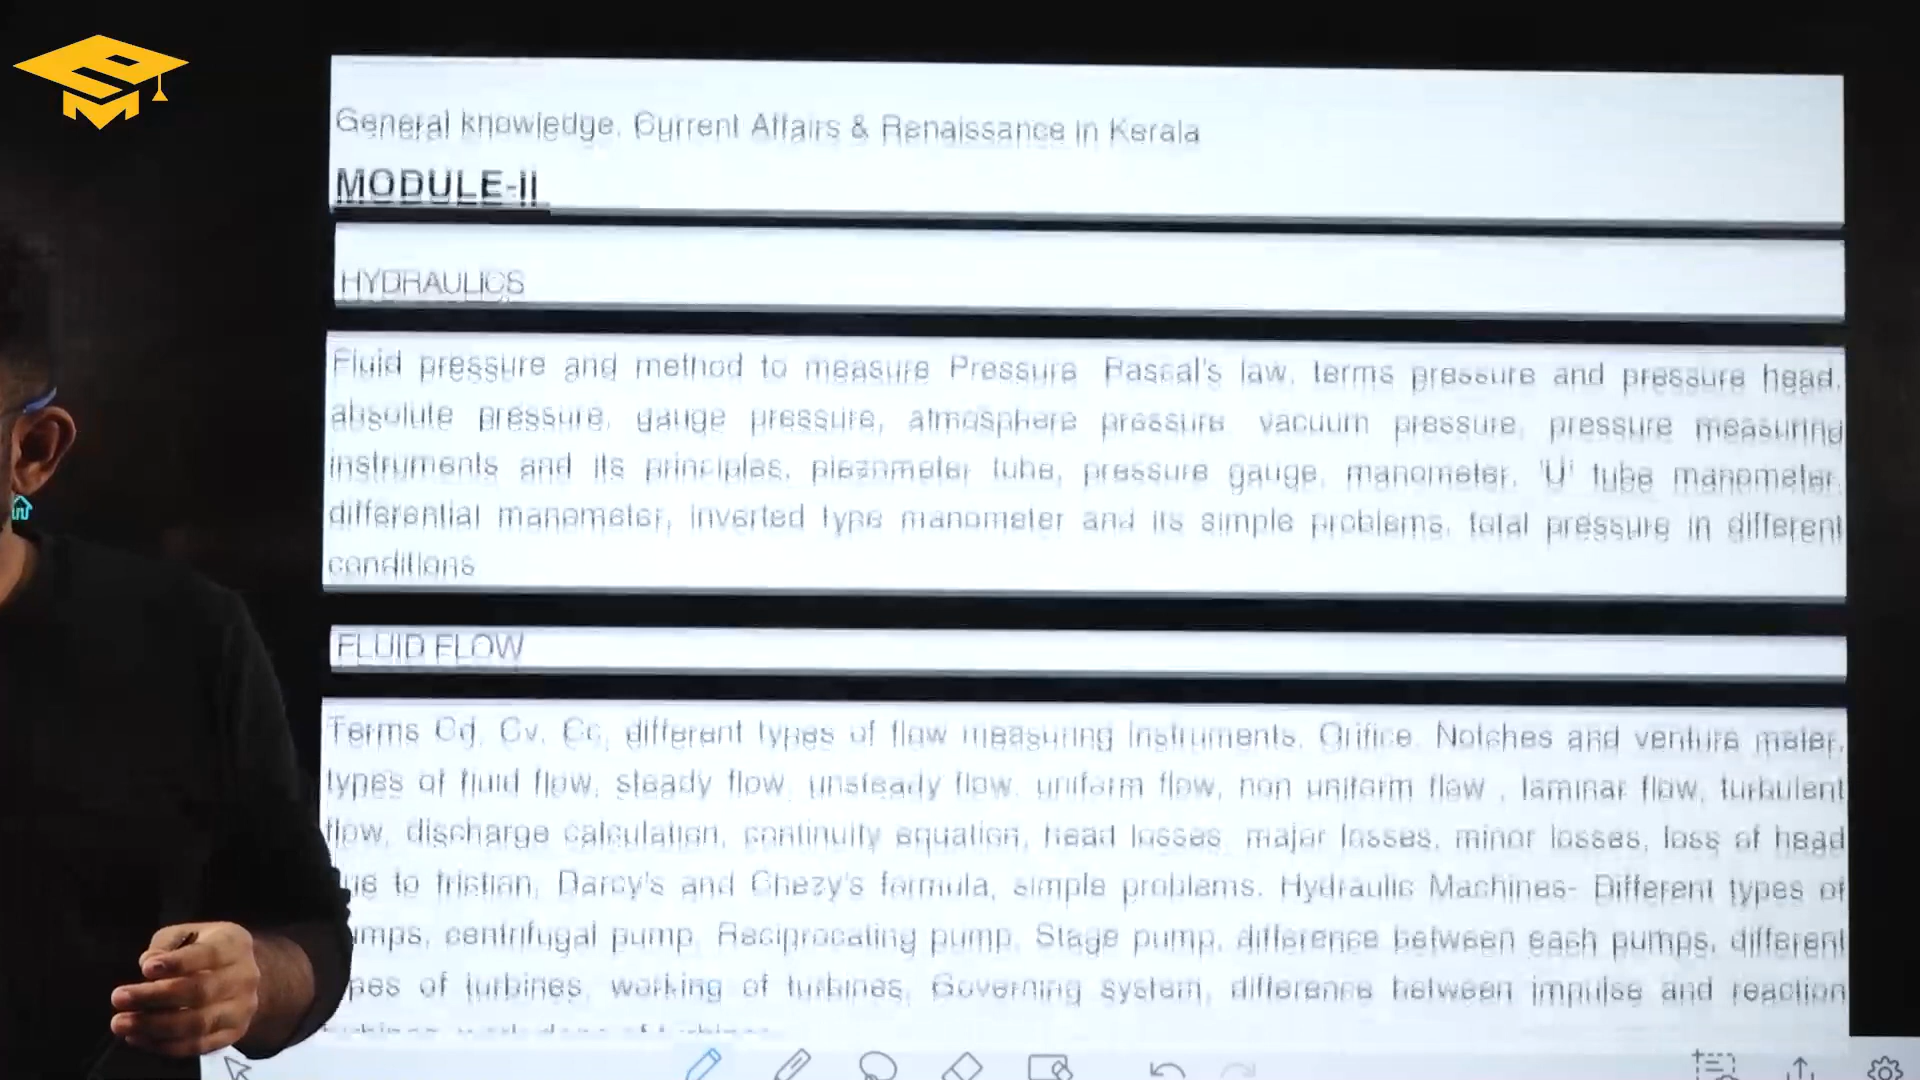 General knowledge, Current Affairs & Renaissance in Kerala
MODULE-II
HYDRAULICS
Fluid pressure and method to measure Pressure Pascal's law, terms pressure and pressure head,
absolute pressure, gauge pressure, atmosphere pressure vacuum pressure, pressure measuring
instruments and its principles, piezometer tube, pressure gauge, manometer, 'U' tube manometer,
differential manometer, inverted type manometer and its simple problems, total pressure in different
conditions
FLUID FLOW
Terms Cd, Cv, Cc, different types of flow measuring instruments, Orifice, Notches and venture meter,
types of fluid flow, steady flow, unsteady flow, uniform flow, non uniform flow , laminar flow, turbulent
flow, discharge calculation, continuity equation, head losses, major losses, minor losses, loss of head
ue to friction, Darcy's and Chezy's formula, simple problems. Hydraulic Machines- Different types of
umps, centrifugal pump, Reciprocating pump, Stage pump, difference between each pumps, different
pes of turbines, working of turbines, Governing system, difference between impulse and reaction